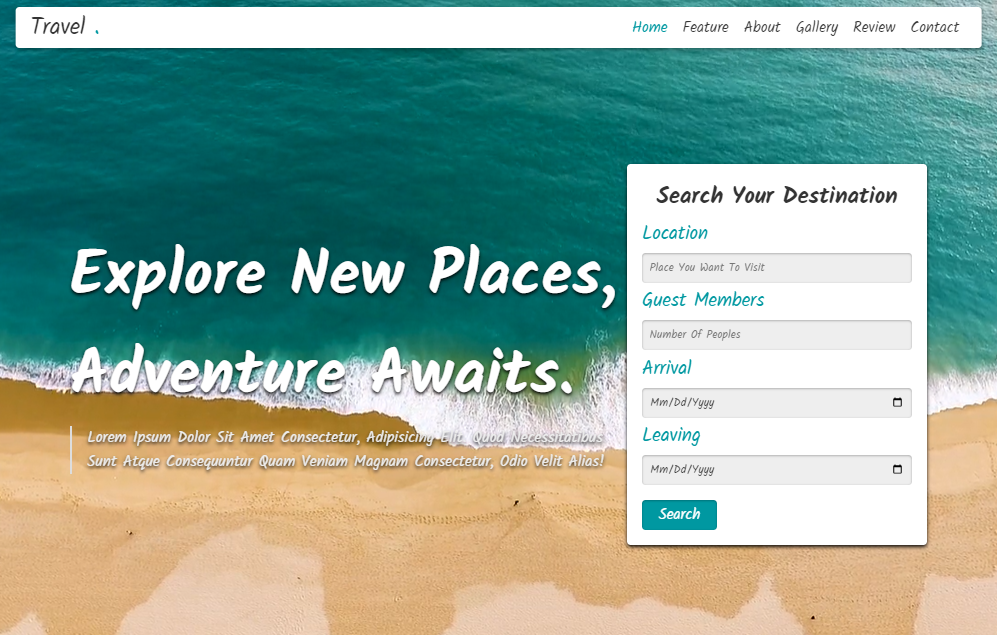 Travel .
Home Feature About Gallery Review Contact
Explore New Places,
Adventure Awaits.
Lorem Ipsum Dolor Sit Amet Consectetur, Adipisicing Elit. Quod Necessitatibus
Sunt Atque Consequuntur Quam Veniam Magnam Consectetur, Odio Velit Alias!
Search Your Destination
Location
Place You Want To Visit
Guest Members
Number Of Peoples
Arrival
Mm/Dd/Yyyy
Leaving
Mm/Dd/Yyyy
Search